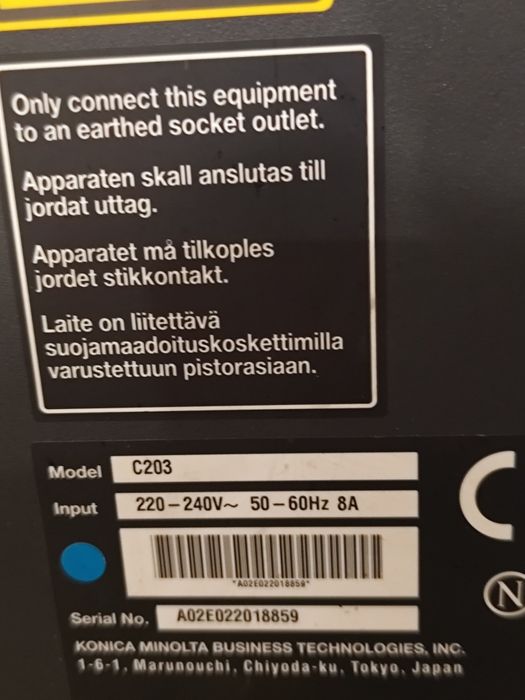 Only connect this equipment
to an earthed socket outlet.
Apparaten skall anslutas till
jordat uttag.
Apparatet må tilkoples
jordet stikkontakt.
Laite on liitettävä
suojamaadoituskoskettimilla
varustettuun pistorasiaan.
Model C203
Input 220–240V~ 50–60Hz 8A
*A02E022018859*
Serial No. A02E022018859
KONICA MINOLTA BUSINESS TECHNOLOGIES, INC.
1-6-1, Marunouchi, Chiyoda-ku, Tokyo, Japan
CE
N